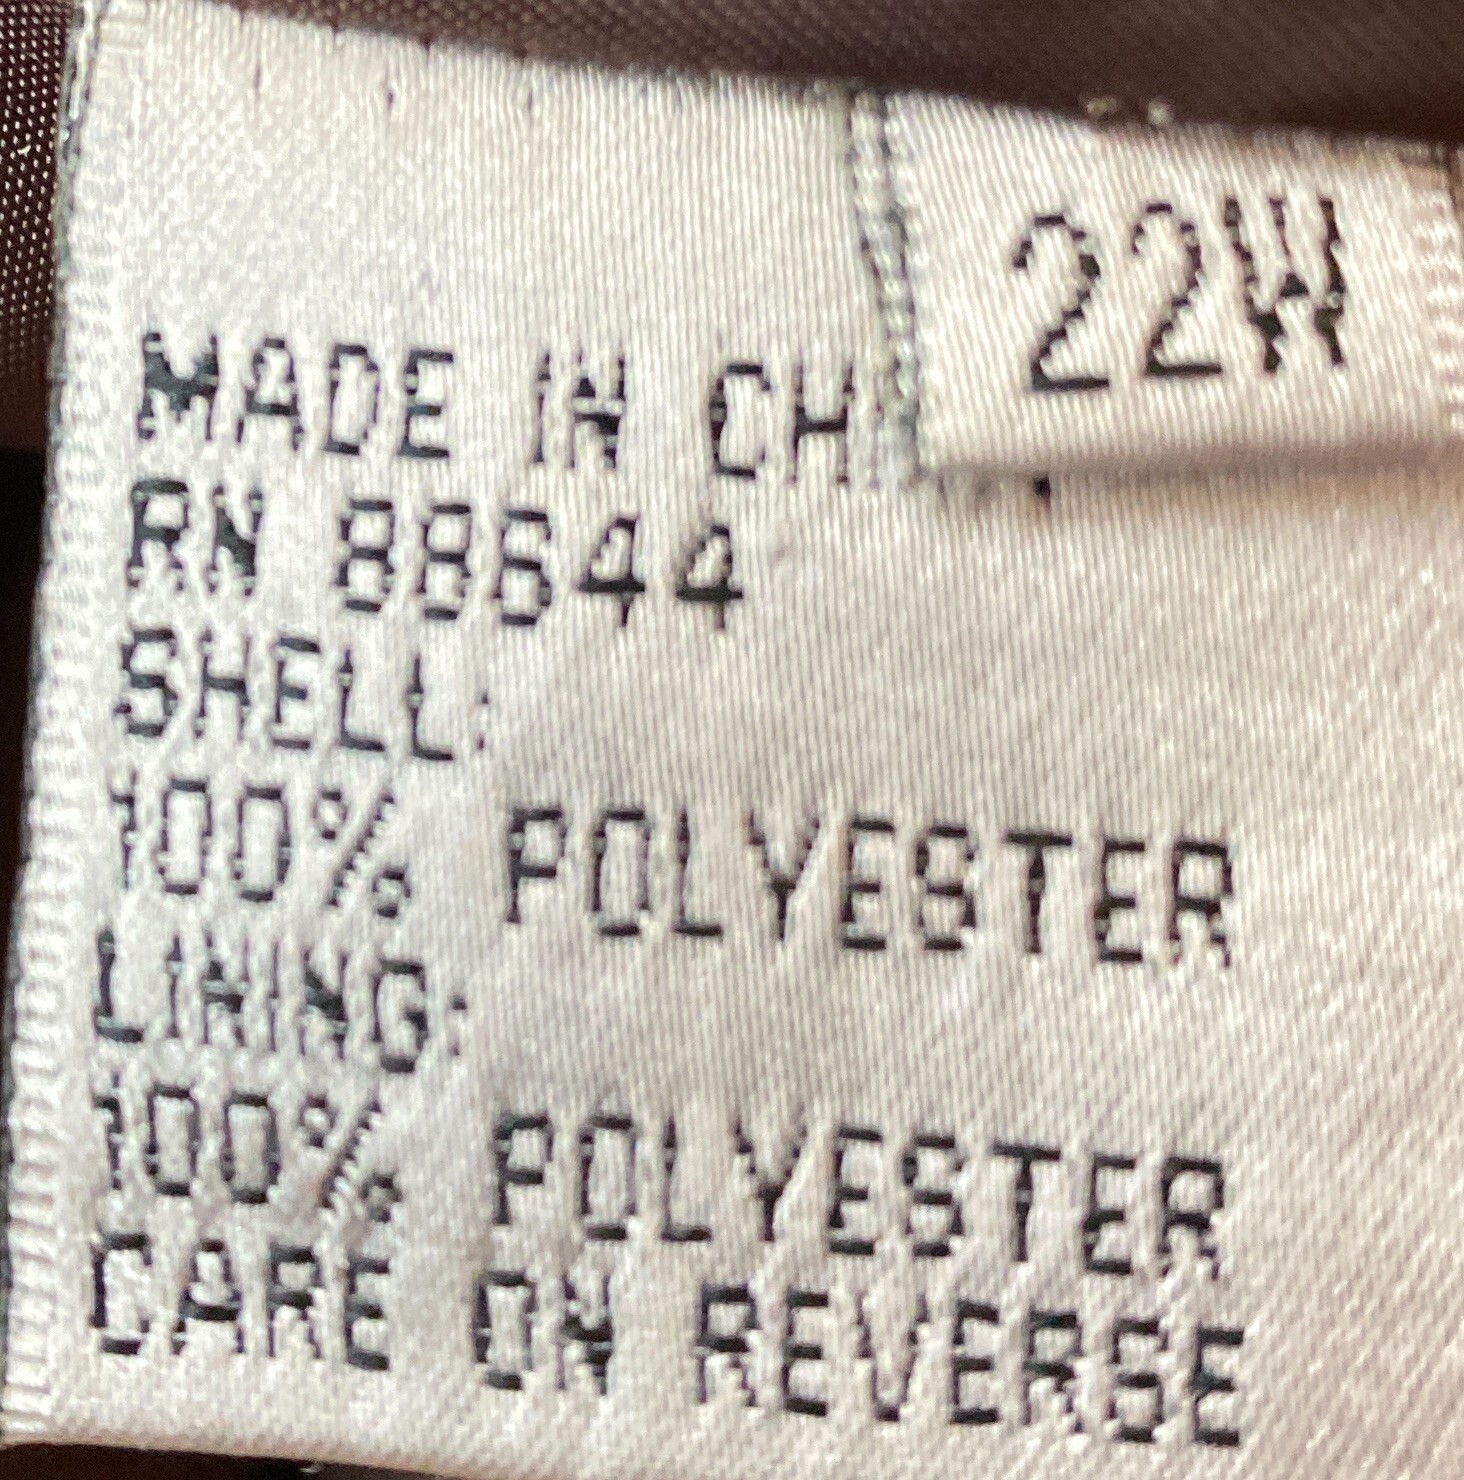 22W
MADE IN CH
RN 88644
SHELL:
100% POLYESTER
LINING:
100% POLYESTER
CARE ON REVERSE